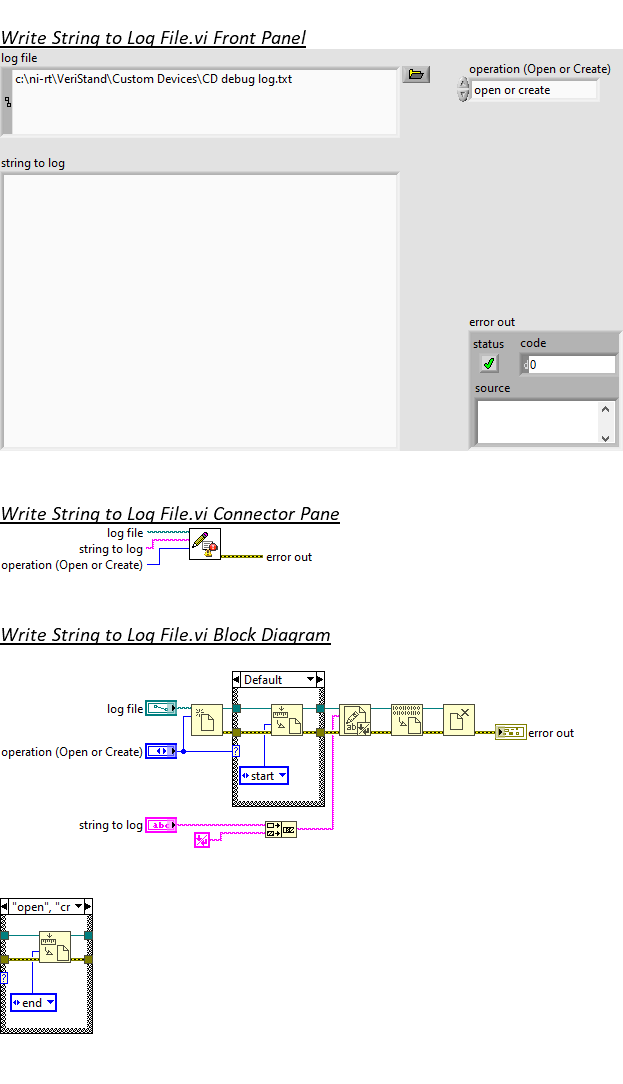 Write String to Log File.vi Front Panel
log file
c:\ni-rt\VeriStand\Custom Devices\CD debug log.txt
operation (Open or Create)
open or create
string to log
error out
status code
0
source
Write String to Log File.vi Connector Pane
log file
string to log
operation (Open or Create)
error out
Write String to Log File.vi Block Diagram
Default
log file
error out
operation (Open or Create)
?
start
string to log
abc
"open", "cr
?
end